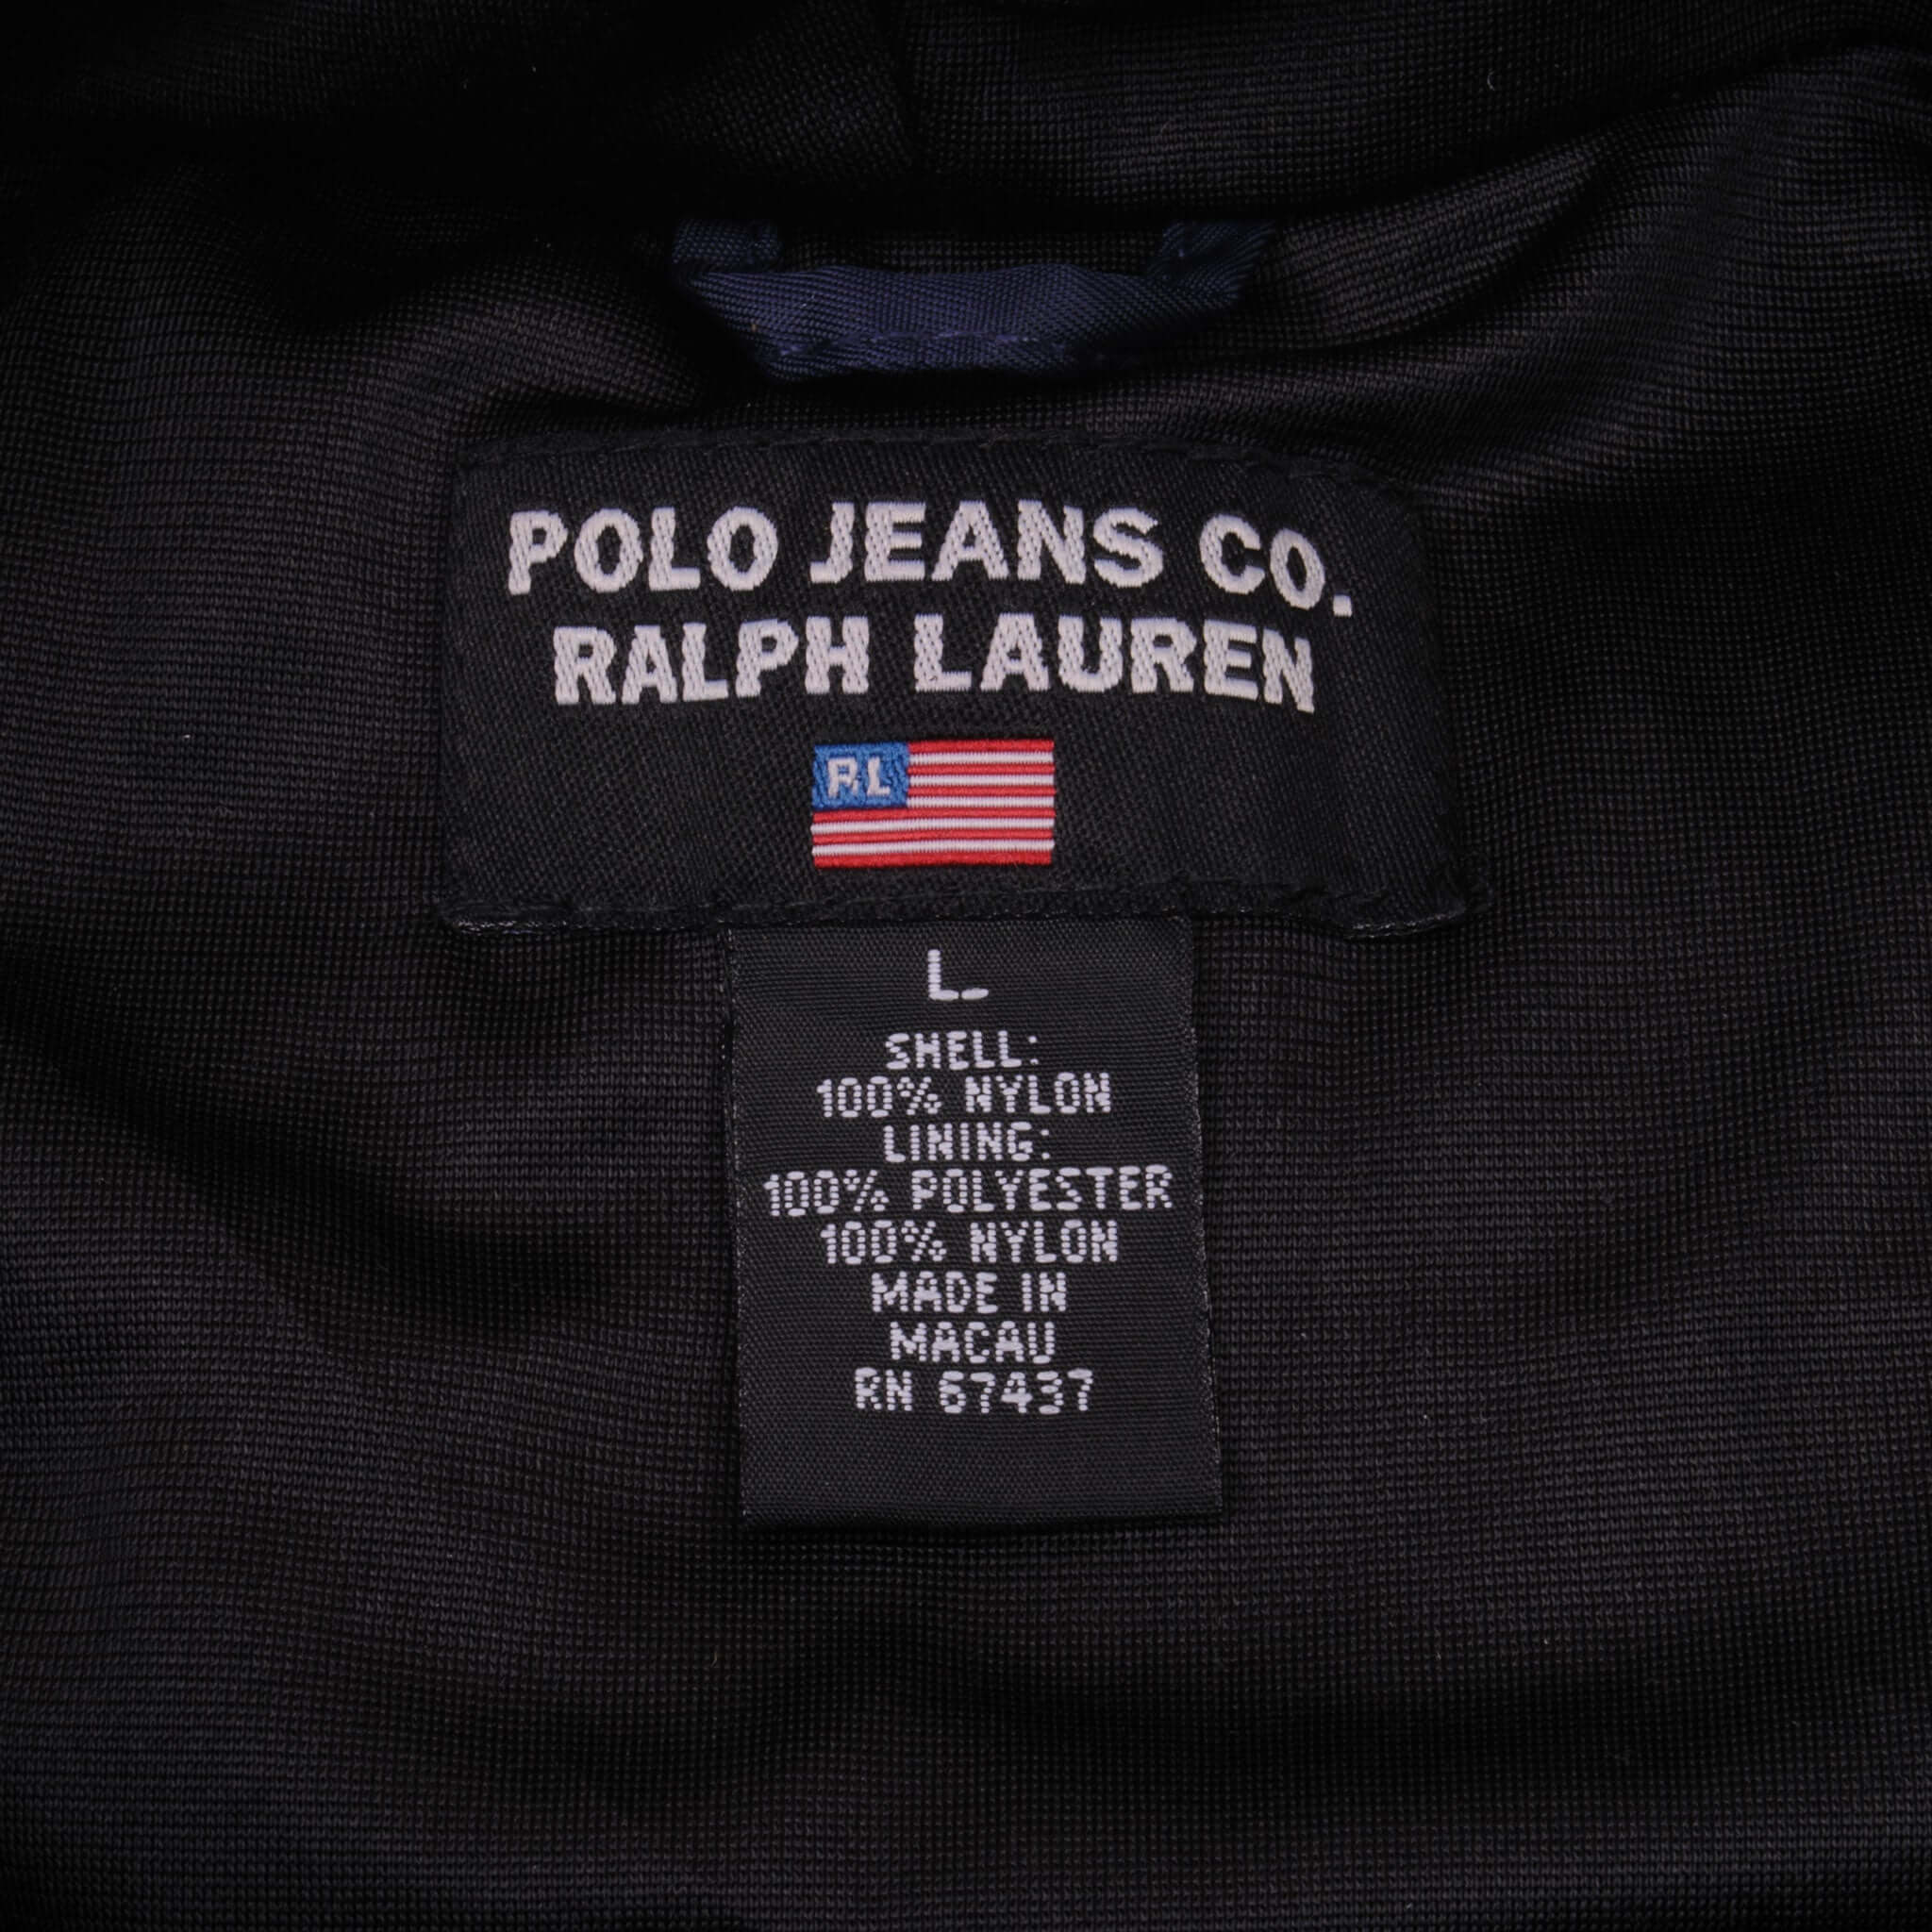 POLO JEANS CO.
RALPH LAUREN
RL
L
SHELL:
100% NYLON
LINING:
100% POLYESTER
100% NYLON
MADE IN
MACAU
RN 67437